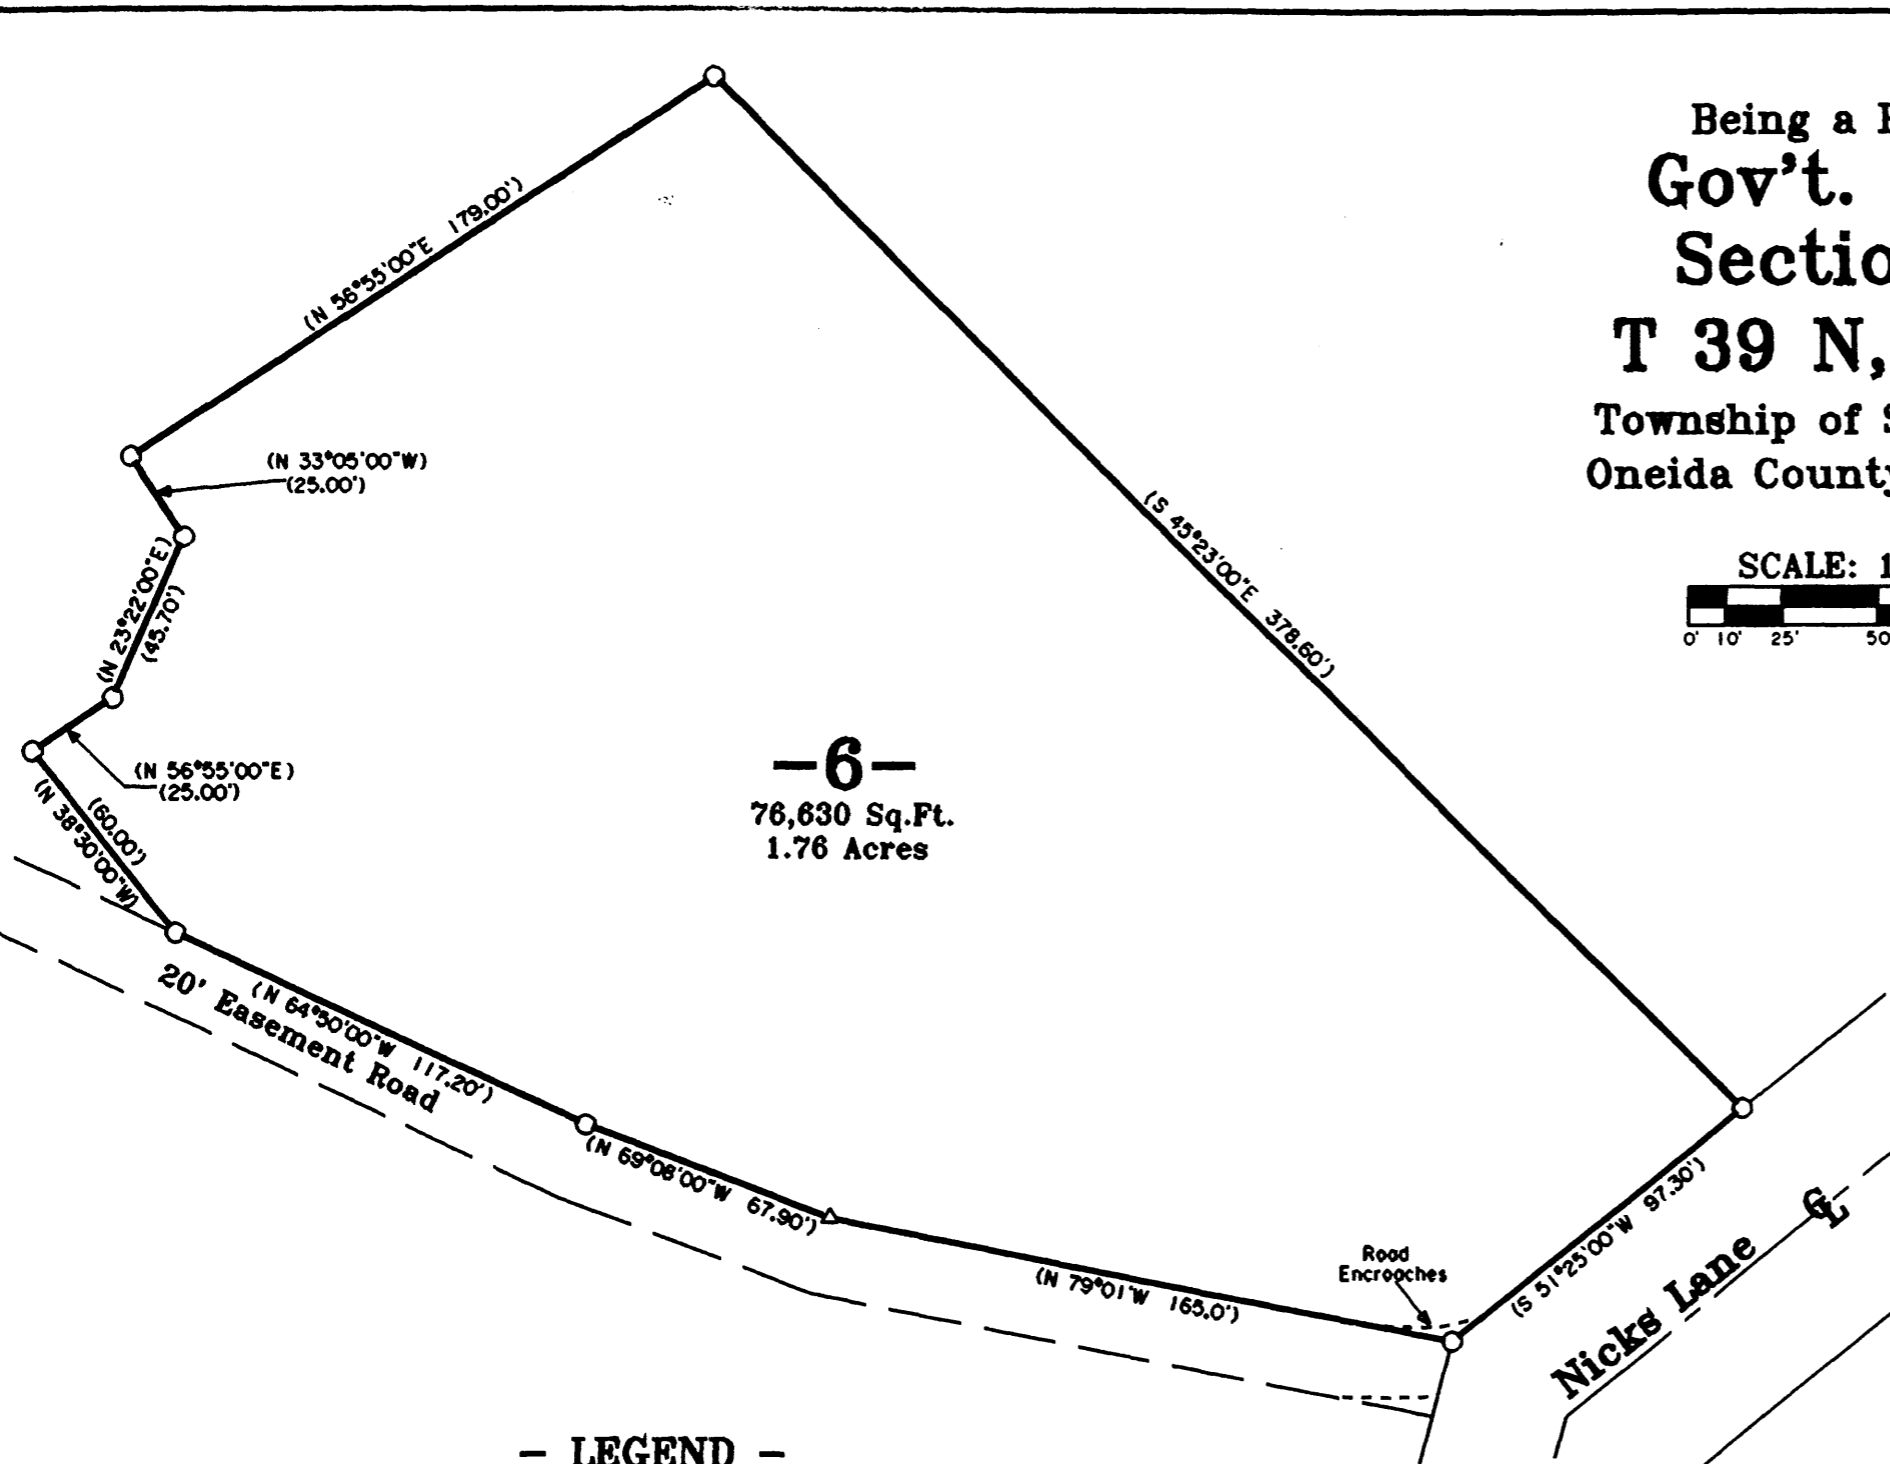 Being a
Gov't.
Sectio
T 39 N,
Township of S
Oneida County
SCALE: 1
0' 10' 25' 50
(N 56°55'00"E 179.00')
(N 33°05'00"W)
(25.00')
(N 23°22'00"E)
(45.70')
(N 56°55'00"E)
(25.00')
(60.00')
(N 38°30'00"W)
(S 45°23'00"E 378.60')
-6-
76,630 Sq.Ft.
1.76 Acres
(N 64°50'00"W 117.20')
20' Easement Road
(N 69°08'00"W 67.90')
(N 79°01'W 165.0')
Road
Encroaches
(S 51°25'00"W 97.30')
Nicks Lane
- LEGEND -